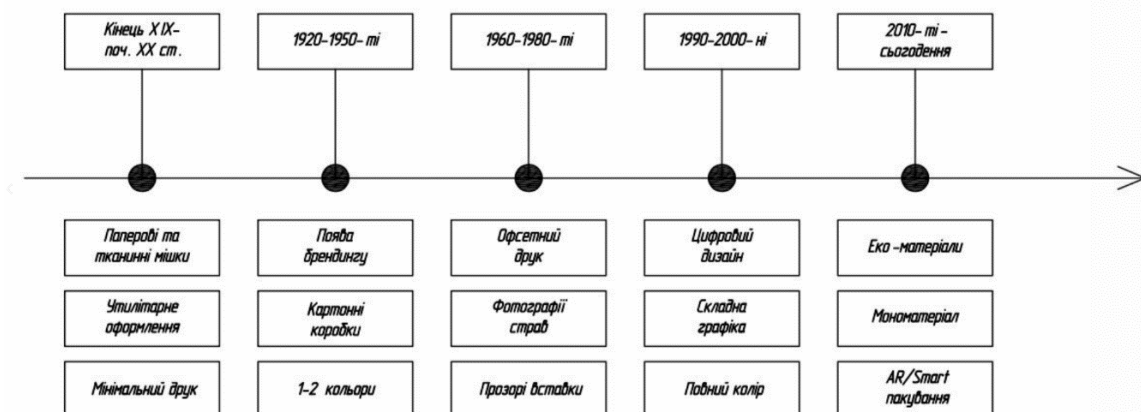 Кінець XIX-
поч. XX ст.
1920-1950-ті
1960-1980-ті
1990-2000-ні
2010-ті -
сьогодення
Паперові та
тканинні мішки
Поява
брендингу
Офсетний
друк
Цифровий
дизайн
Еко -матеріали
Утилітарне
оформлення
Картонні
коробки
Фотографії
страв
Складна
графіка
Мономатеріал
Мінімальний друк
1-2 кольори
Прозорі вставки
Повний колір
AR/Smart
пакування